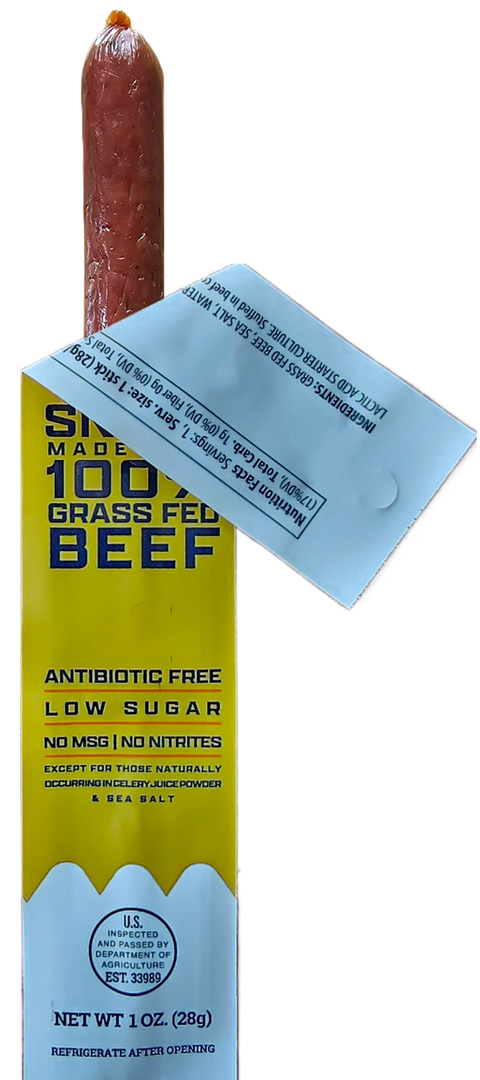 MADE
100%
GRASS FED
BEEF
ANTIBIOTIC FREE
LOW SUGAR
NO MSG | NO NITRITES
EXCEPT FOR THOSE NATURALLY
OCCURRING IN CELERY JUICE POWDER
& SEA SALT
U.S.
INSPECTED
AND PASSED BY
DEPARTMENT OF
AGRICULTURE
EST. 33989
NET WT 1 OZ. (28g)
REFRIGERATE AFTER OPENING
Nutrition Facts Servings: 1, Serv. size: 1 stick (28g)
(17%DV), Total Carb. 1g (0% DV), Fiber 0g (0% DV), Total
INGREDIENTS: GRASS FED BEEF, SEA SALT, WATER
LACTIC ACID STARTER CULTURE. Stuffed in beef